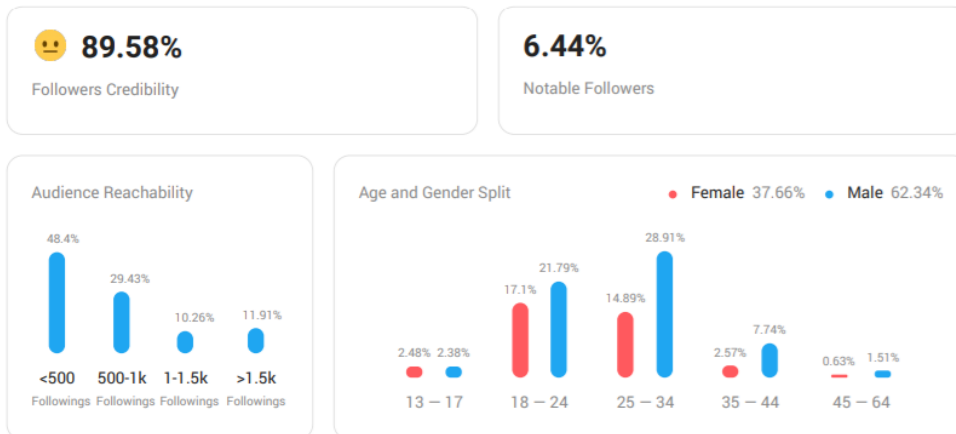 89.58%
Followers Credibility
6.44%
Notable Followers
Audience Reachability
48.4%
29.43%
10.26%
11.91%
<500 500-1k 1-1.5k >1.5k
Followings Followings Followings Followings
Age and Gender Split
Female 37.66% Male 62.34%
2.48% 2.38%
17.1% 21.79%
14.89% 28.91%
2.57% 7.74%
0.63% 1.51%
13 — 17 18 — 24 25 — 34 35 — 44 45 — 64